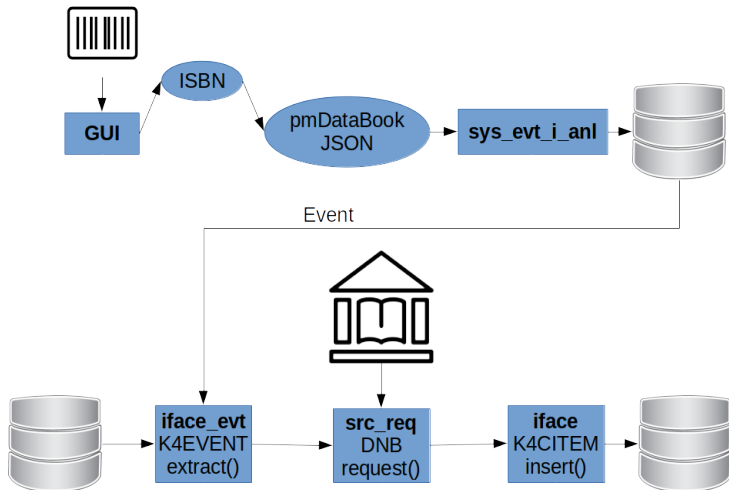 ISBN
GUI
pmDataBook
JSON
sys_evt_i_anl
Event
iface_evt
K4EVENT
extract()
src_req
DNB
request()
iface
K4CITEM
insert()